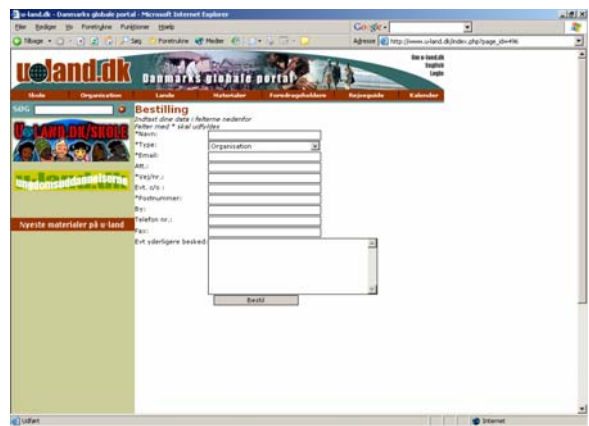 u-land.dk - Danmarks globale portal - Microsoft Internet Explorer
Filer Rediger Vis Foretrukne Funktioner Hjælp
Google
Tilbage Søg Foretrukne Medier
Adresse http://www.u-land.dk/index.php?page_id=496
u-land.dk
Danmarks globale portal
Om u-land.dk
English
Login
Skole Organisation Lande Materialer Foredragsholdere Rejseguide Kalender
SØG
U-LAND.DK/SKOLE
ungdomsuddannelserne
Nyeste materialer på u-land
Bestilling
Indtast dine data i felterne nedenfor
Felter med * skal udfyldes
*Navn:
*Type: Organisation
*Email:
Att.:
*Vej/nr.:
Evt. c/o :
*Postnummer:
By:
Telefon nr.:
Fax:
Evt yderligere besked:
Bestil
Udført
Internet